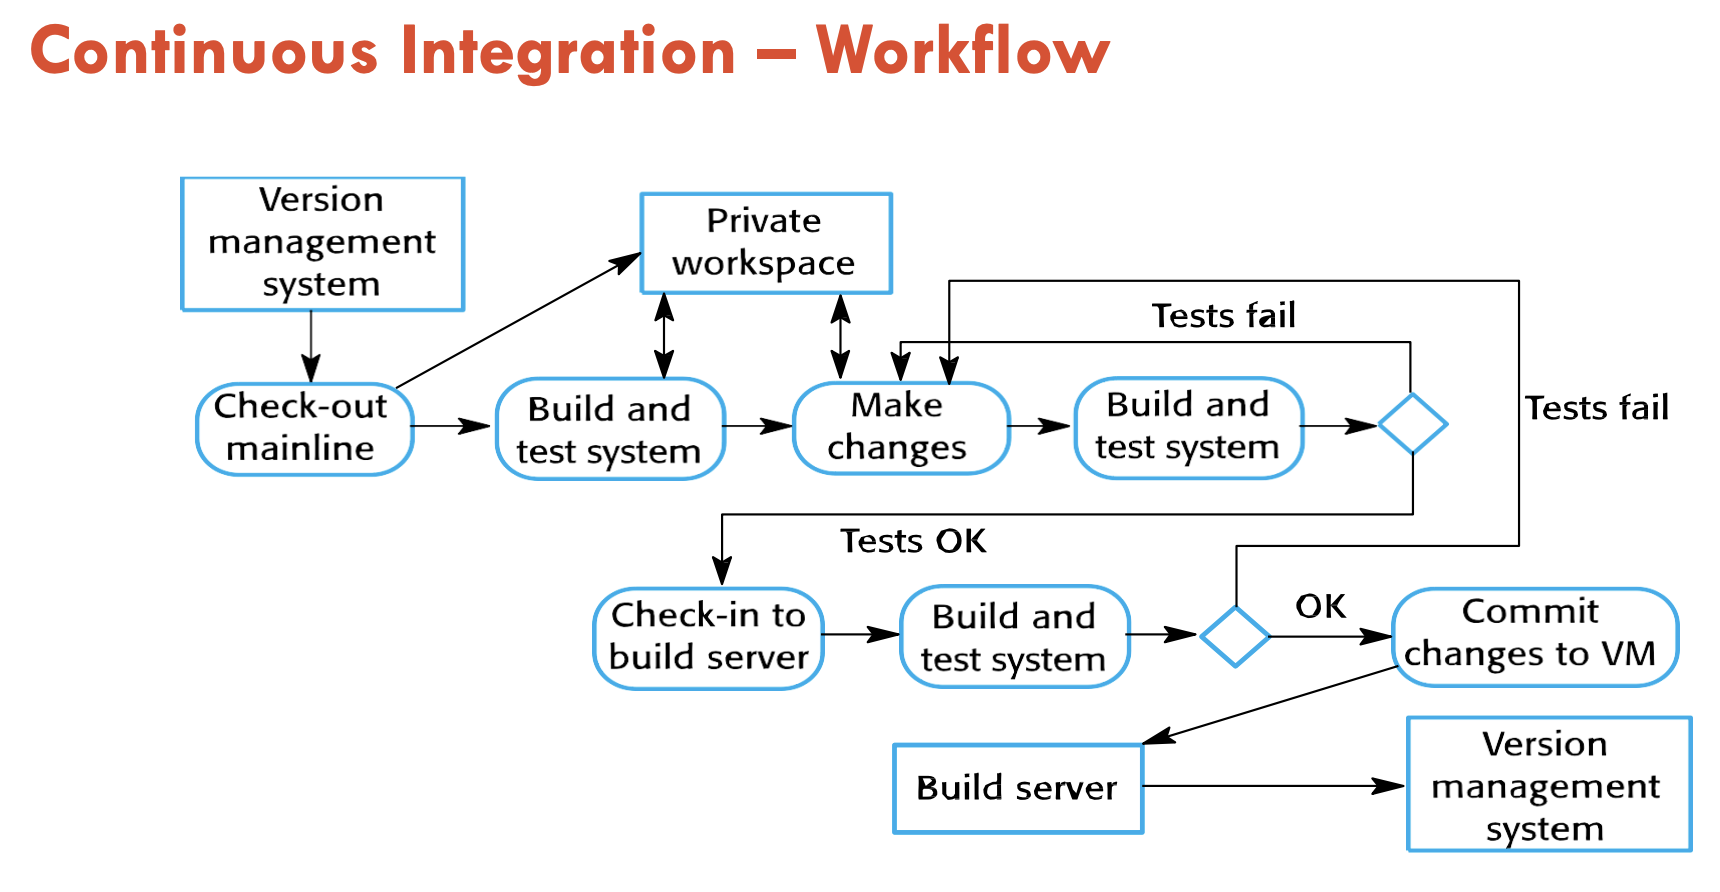 Continuous Integration – Workflow
Version
management
system
Private
workspace
Tests fail
Check-out
mainline
Build and
test system
Make
changes
Build and
test system
Tests fail
Tests OK
Check-in to
build server
Build and
test system
OK
Commit
changes to VM
Build server
Version
management
system